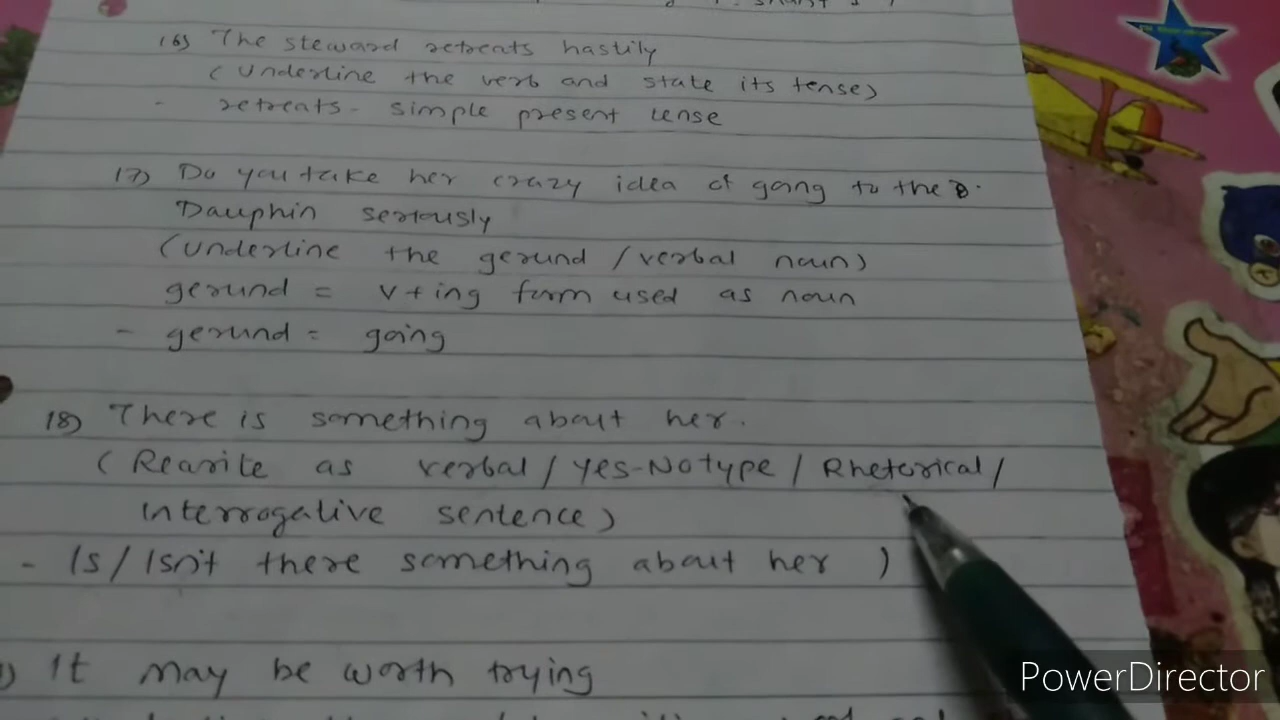 16) The steward retreats hastily
(underline the verb and state its tense)
- retreats - simple present tense
17) Do you take her crazy idea of going to the D.
Dauphin seriously
(underline the gerund / verbal noun)
gerund = v+ing form used as noun
- gerund = going
18) There is something about her.
(Rewrite as verbal / Yes-No type / Rhetorical /
Interrogative sentence)
- Is / Isn't there something about her )
) It may be worth trying
PowerDirector